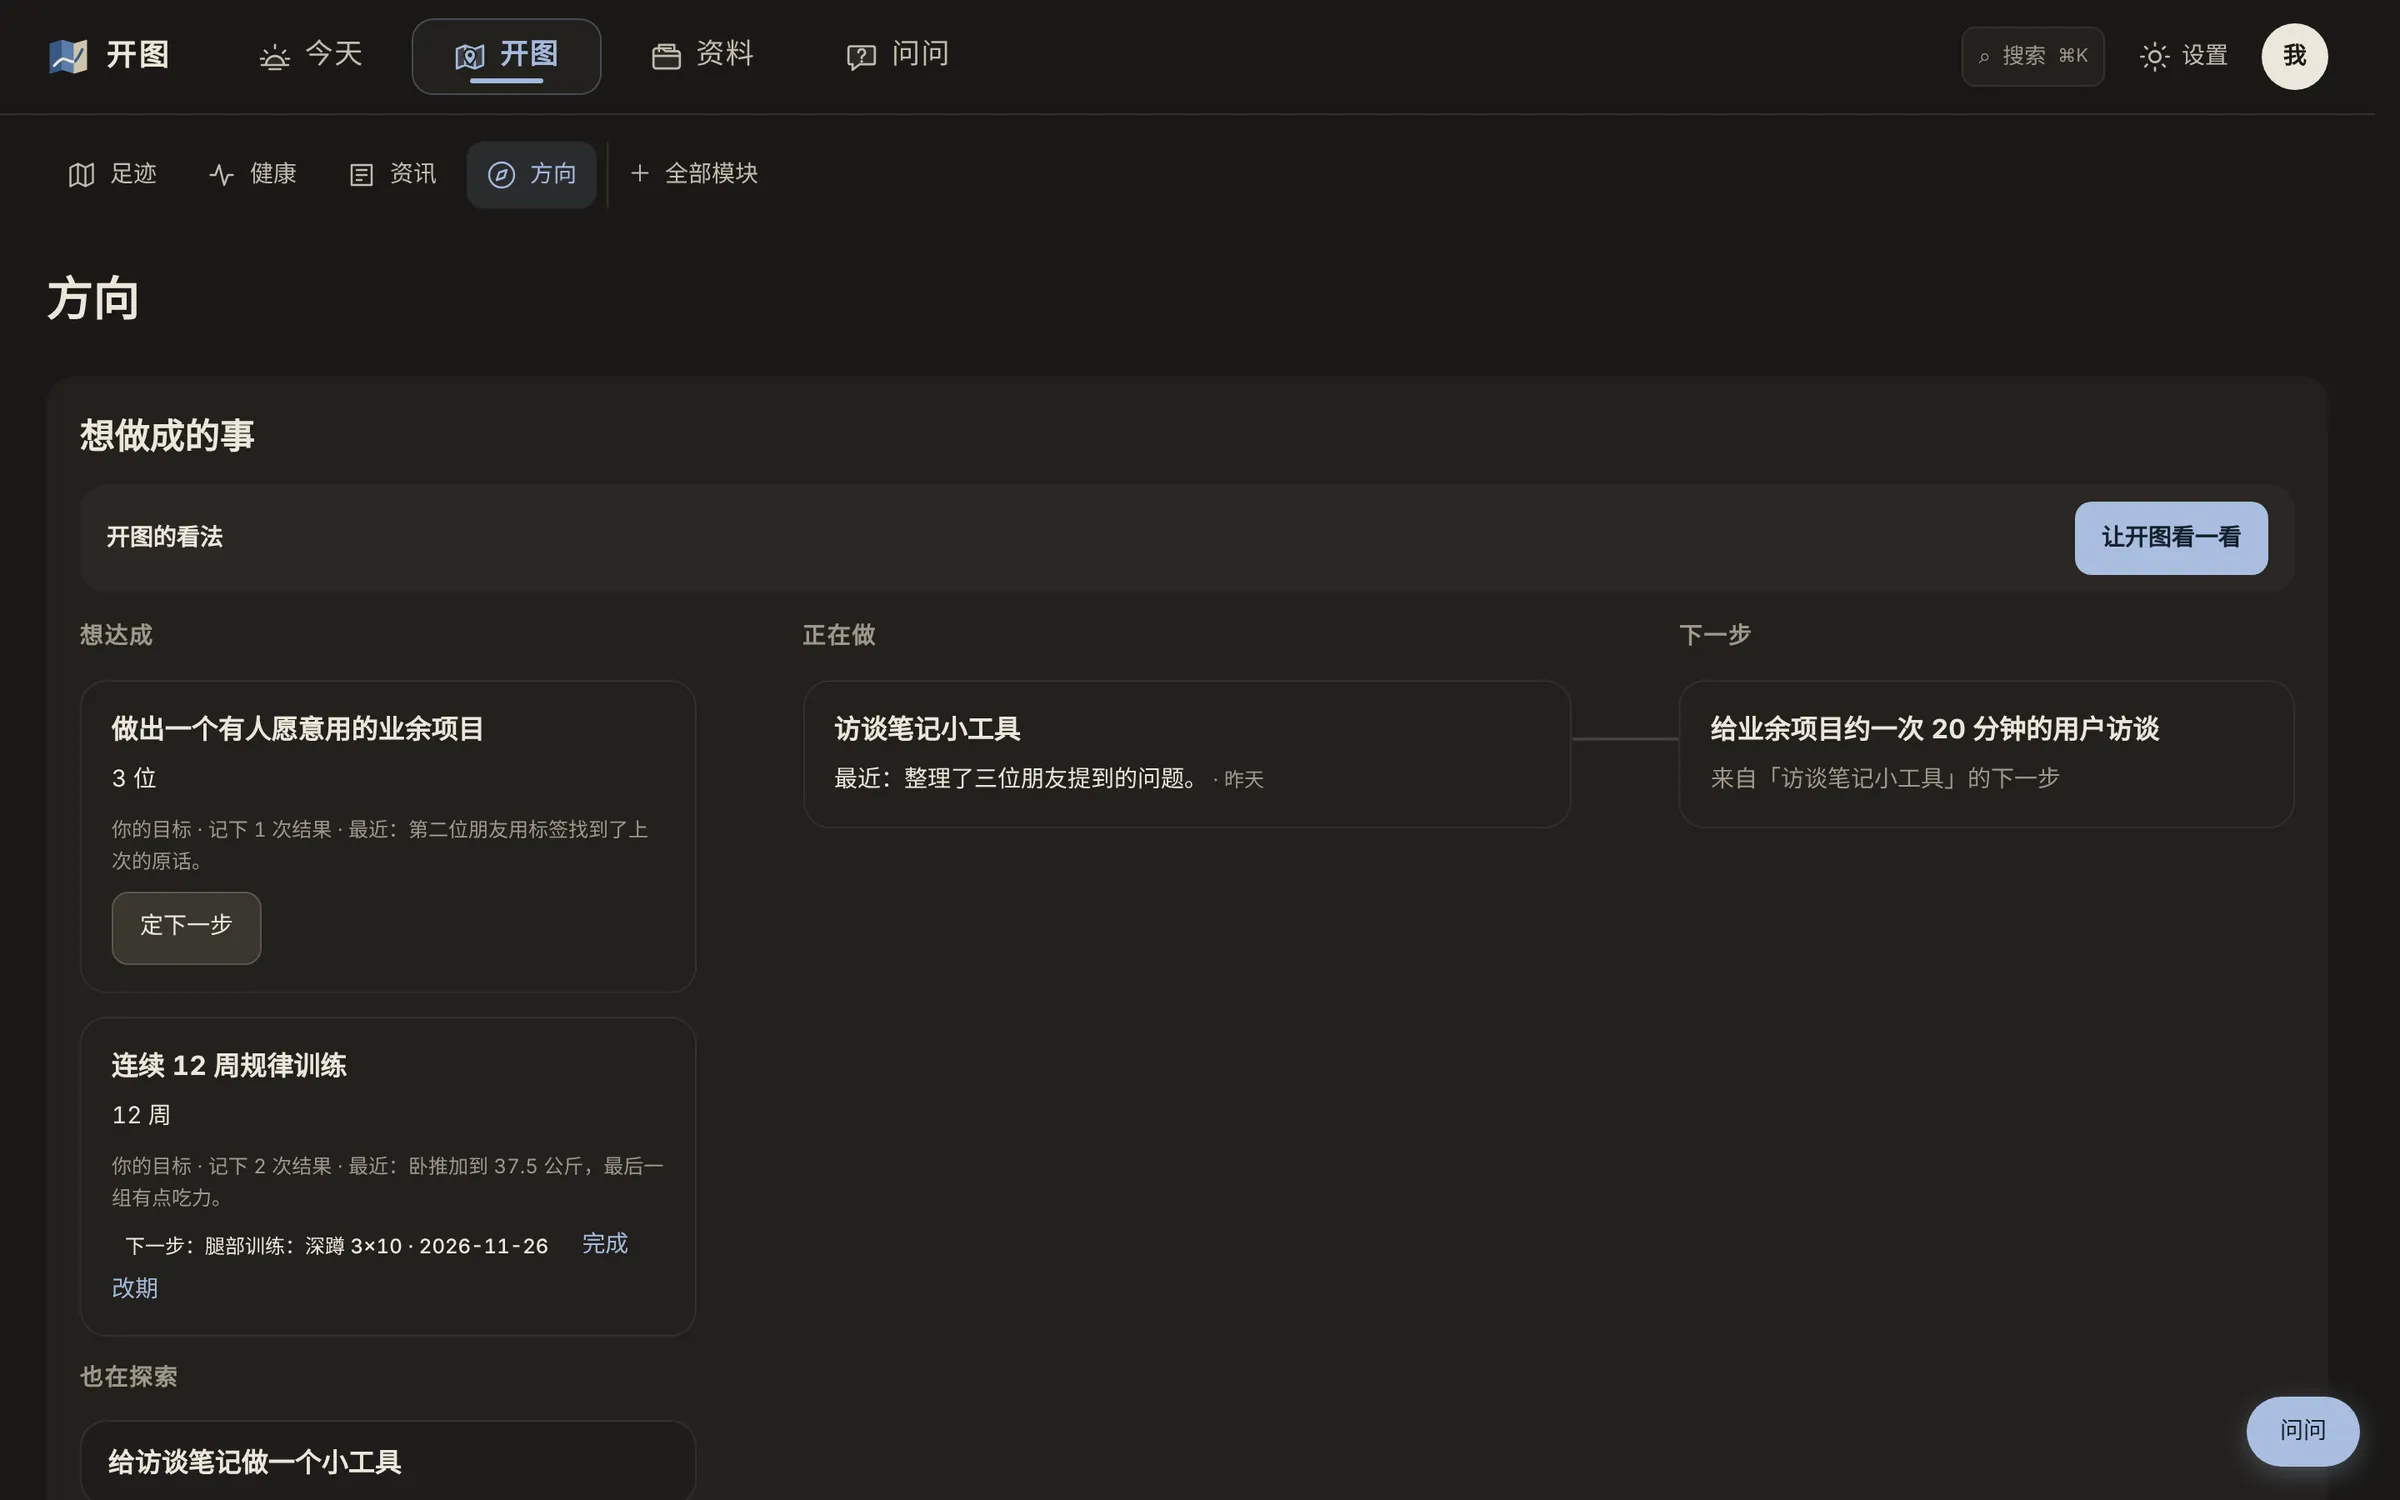 开图
今天
开图
资料
问问
搜索 ⌘K
设置
我
足迹
健康
资讯
方向
+ 全部模块
方向
想做成的事
开图的看法
让开图看一看
想达成
正在做
下一步
做出一个有人愿意用的业余项目
3 位
你的目标 · 记下 1 次结果 · 最近：第二位朋友用标签找到了上
次的原话。
定下一步
访谈笔记小工具
最近：整理了三位朋友提到的问题。 · 昨天
给业余项目约一次 20 分钟的用户访谈
来自「访谈笔记小工具」的下一步
连续 12 周规律训练
12 周
你的目标 · 记下 2 次结果 · 最近：卧推加到 37.5 公斤，最后一
组有点吃力。
下一步：腿部训练：深蹲 3×10 · 2026-11-26 完成
改期
也在探索
给访谈笔记做一个小工具
问问